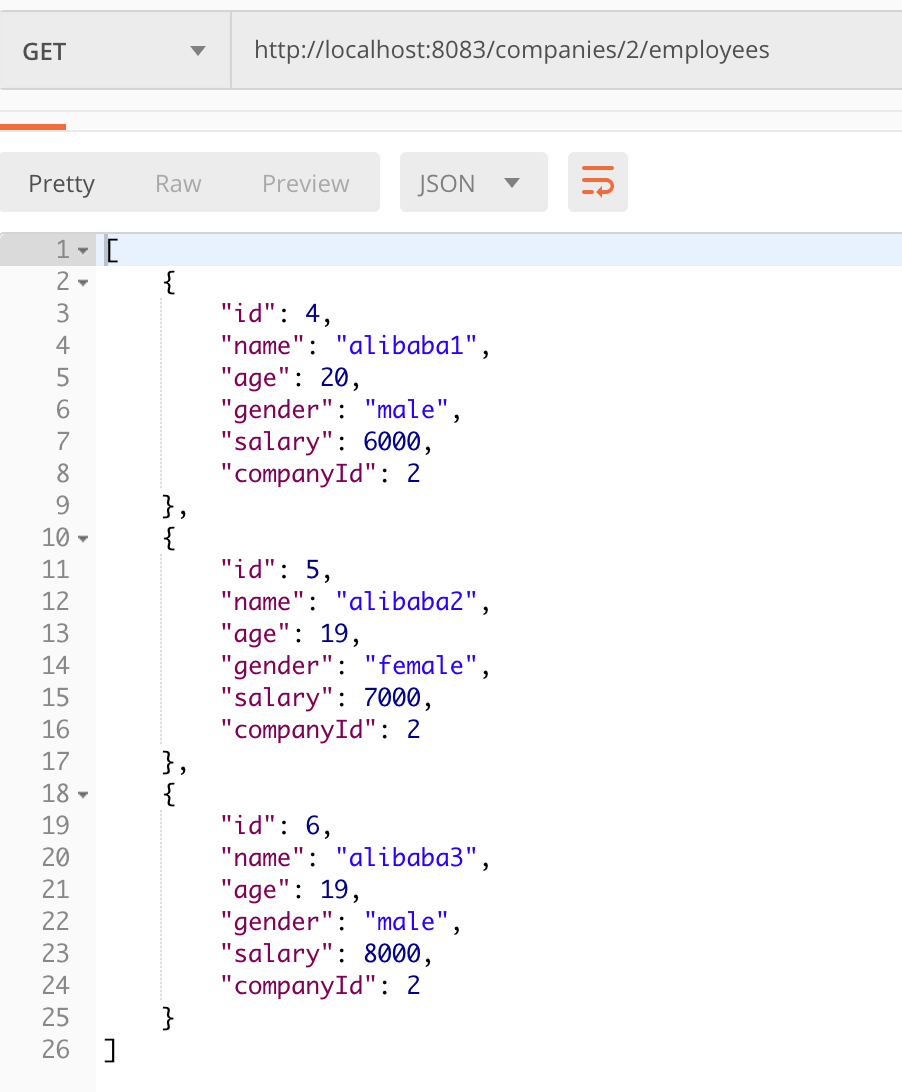 GET http://localhost:8083/companies/2/employees
Pretty Raw Preview JSON
1 [
2 {
3 "id": 4,
4 "name": "alibaba1",
5 "age": 20,
6 "gender": "male",
7 "salary": 6000,
8 "companyId": 2
9 },
10 {
11 "id": 5,
12 "name": "alibaba2",
13 "age": 19,
14 "gender": "female",
15 "salary": 7000,
16 "companyId": 2
17 },
18 {
19 "id": 6,
20 "name": "alibaba3",
21 "age": 19,
22 "gender": "male",
23 "salary": 8000,
24 "companyId": 2
25 }
26 ]